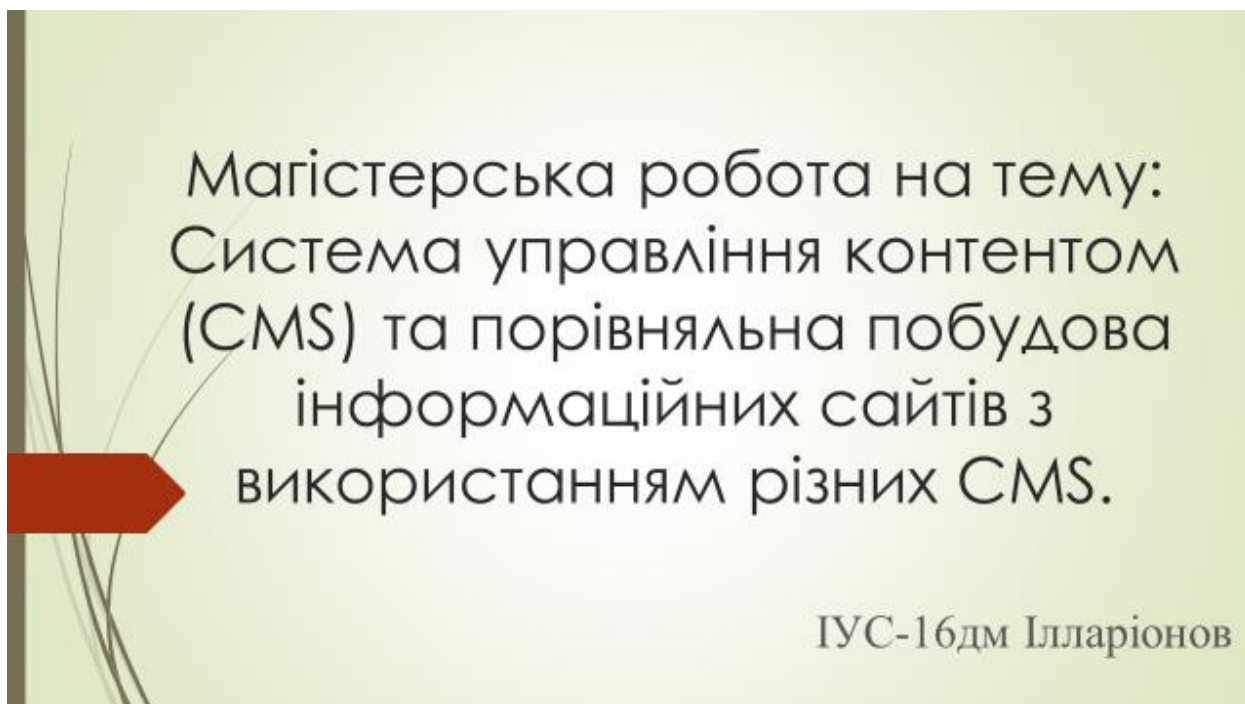 Магістерська робота на тему:
Система управління контентом
(CMS) та порівняльна побудова
інформаційних сайтів з
використанням різних CMS.
ІУС-16дм Ілларіонов